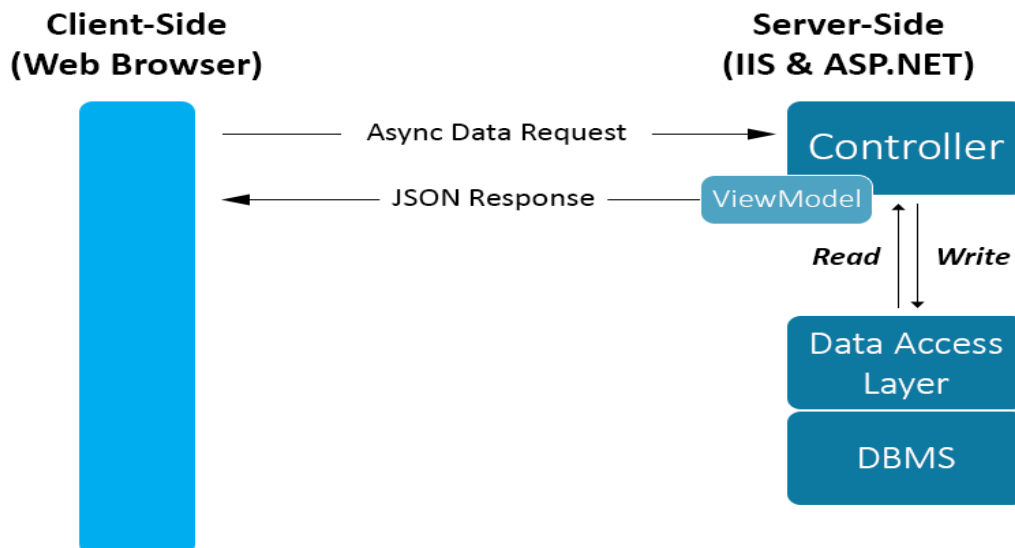 Client-Side
(Web Browser)
Server-Side
(IIS & ASP.NET)
Async Data Request
Controller
JSON Response
ViewModel
Read
Write
Data Access
Layer
DBMS